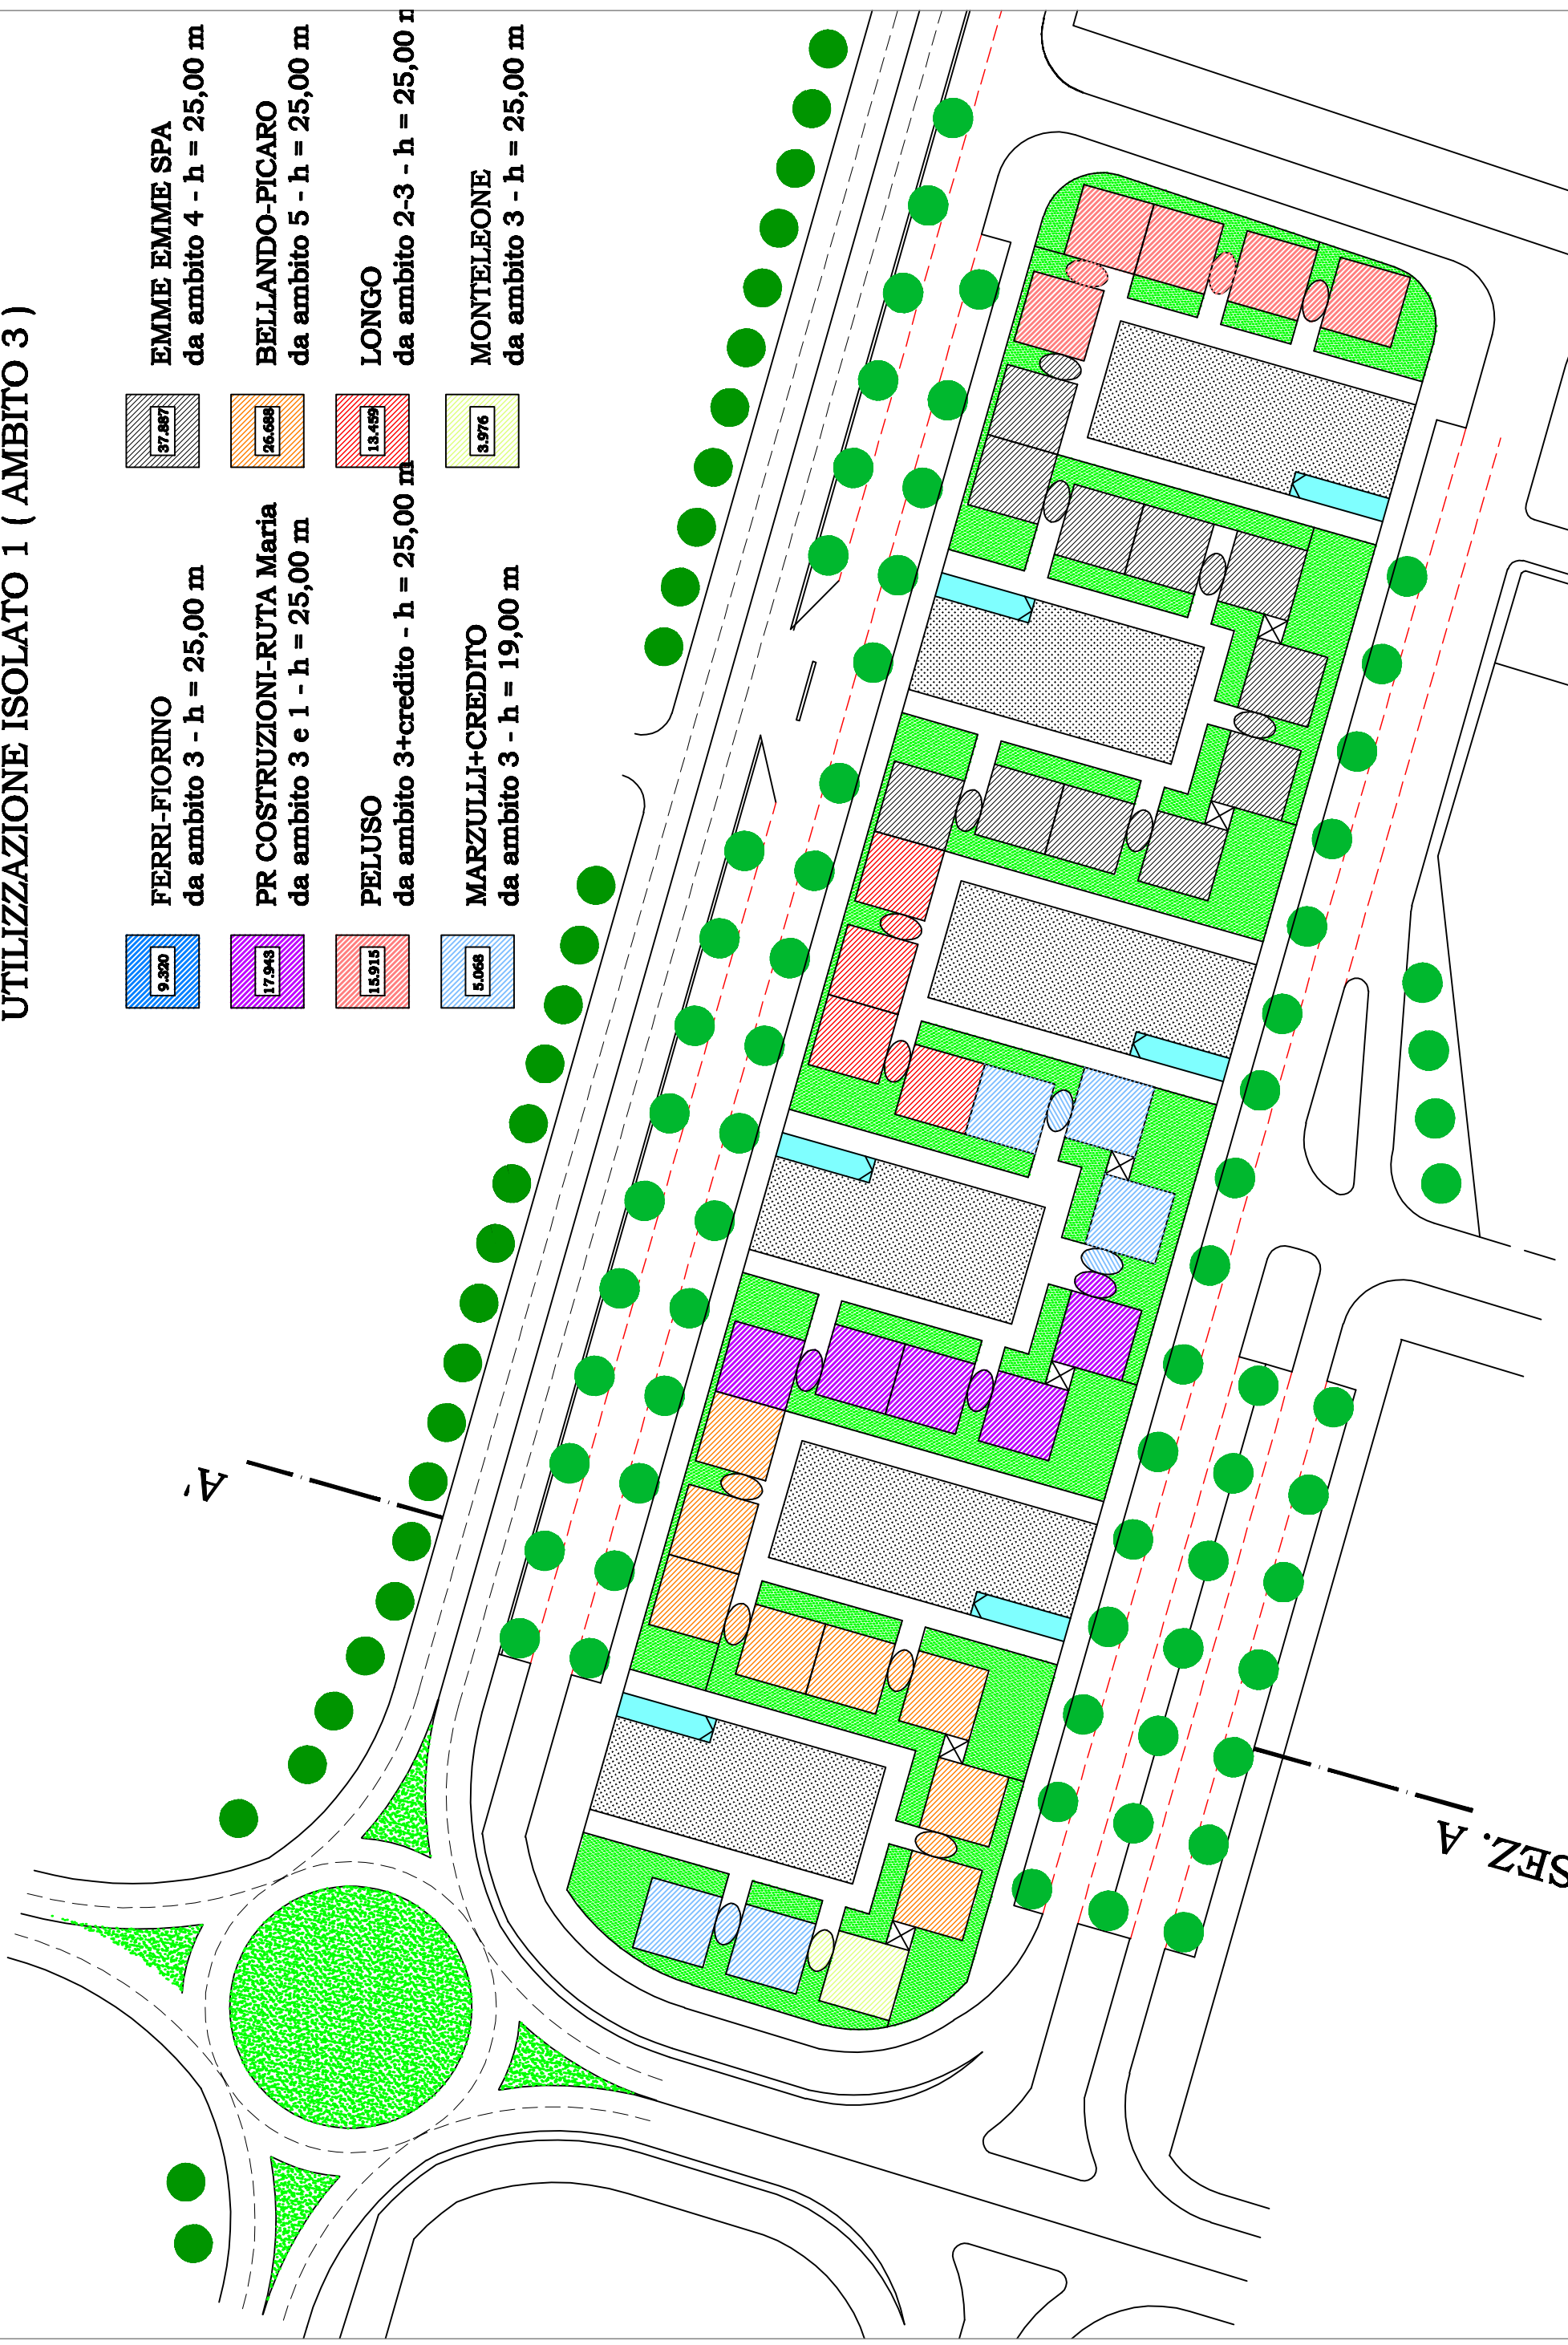 UTILIZZAZIONE ISOLATO 1 ( AMBITO 3 )
9.320
FERRI-FIORINO
da ambito 3 - h = 25,00 m
17.943
PR COSTRUZIONI-RUTA Maria
da ambito 3 e 1 - h = 25,00 m
15.915
PELUSO
da ambito 3+credito - h = 25,00 m
5.068
MARZULLI+CREDITO
da ambito 3 - h = 19,00 m
37.887
EMME EMME SPA
da ambito 4 - h = 25,00 m
26.688
BELLANDO-PICARO
da ambito 5 - h = 25,00 m
13.459
LONGO
da ambito 2-3 - h = 25,00 m
3.976
MONTELEONE
da ambito 3 - h = 25,00 m
A'
SEZ. A